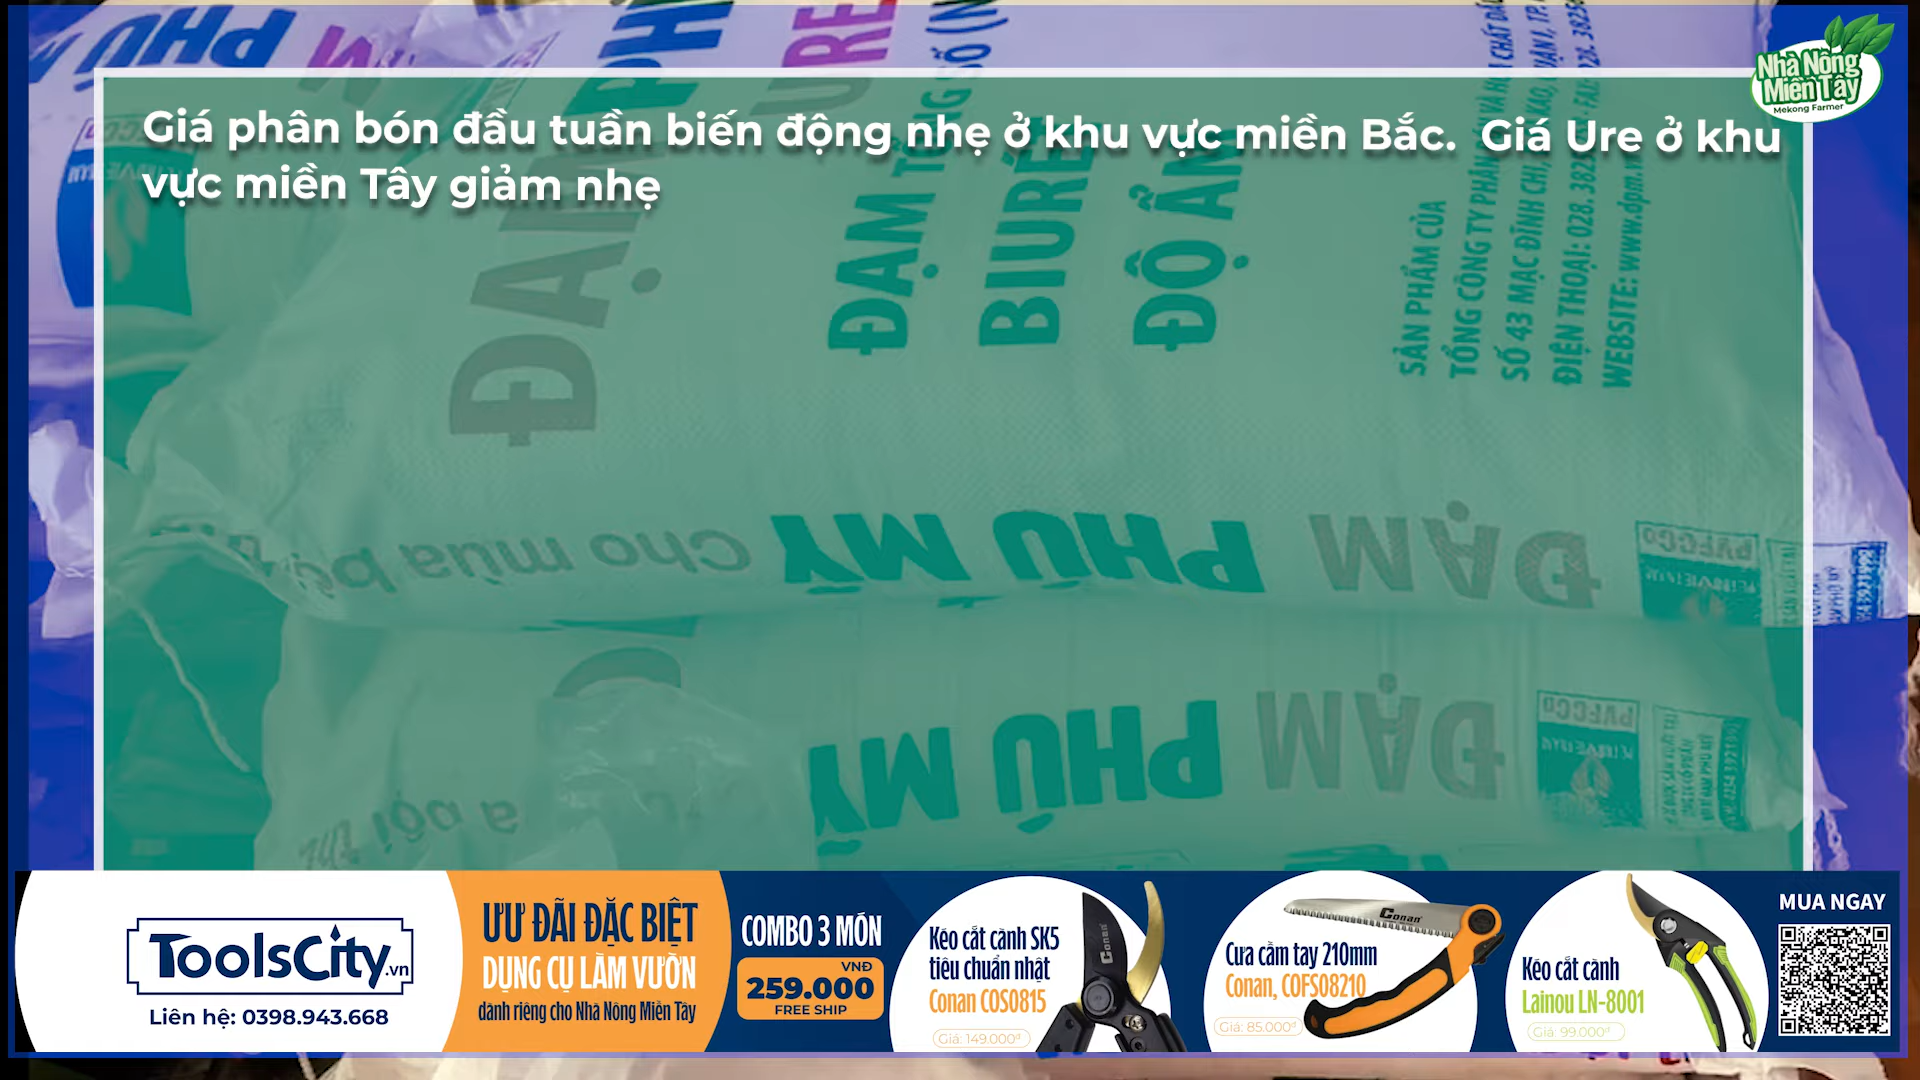 Nhà Nông
Miền Tây
Mekong Farmer
Giá phân bón đầu tuần biến động nhẹ ở khu vực miền Bắc.  Giá Ure ở khu
vực miền Tây giảm nhẹ
PHÚ
ĐẠM
ĐẠM
BIURE
ĐỘ ẨM
SẢN PHẨM CỦA
TỔNG CÔNG TY PHÂN
SỐ 43 MẠC ĐĨNH CHI,
ĐIỆN THOẠI: 028.
WEBSITE: www.dpm.
ĐẠM PHÚ MỸ cho mùa
PVFCCo
ĐẠM PHÚ MỸ
PVFCCo
ToolsCity.vn
Liên hệ: 0398.943.668
ƯU ĐÃI ĐẶC BIỆT
DỤNG CỤ LÀM VƯỜN
dành riêng cho Nhà Nông Miền Tây
COMBO 3 MÓN
VNĐ
259.000
FREE SHIP
Kéo cắt cành SK5
tiêu chuẩn nhật
Conan COS0815
Giá: 149.000đ
Conan
Cưa cầm tay 210mm
Conan, COFS08210
Giá: 85.000đ
Conan
Kéo cắt cành
Lainou LN-8001
Giá: 99.000đ
MUA NGAY